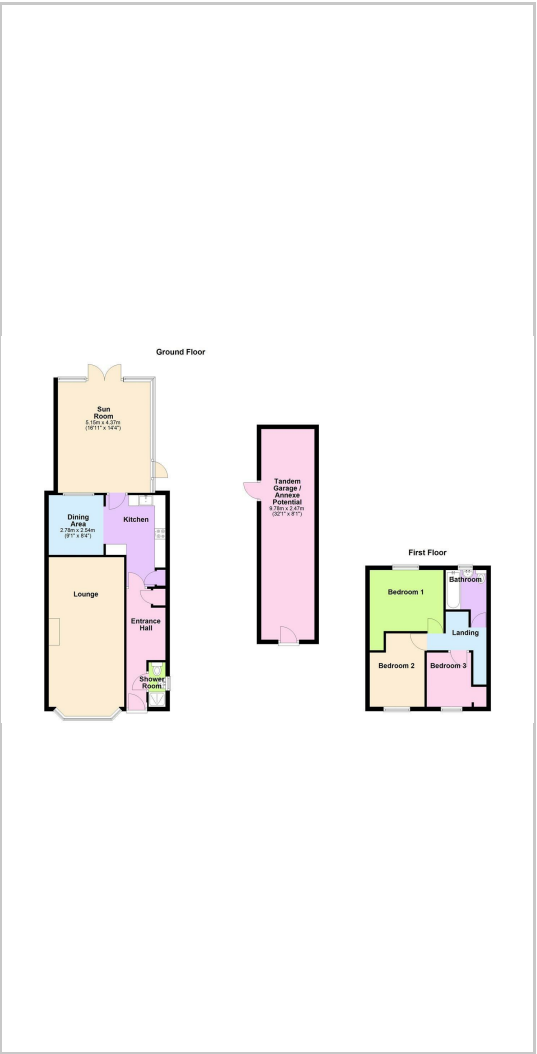 Ground Floor
Sun
Room
5.15m x 4.37m
(16'11" x 14'4")
Dining
Area
2.78m x 2.54m
(9'1" x 8'4")
Kitchen
Lounge
Entrance
Hall
Shower
Room
Tandem
Garage /
Annexe
Potential
9.78m x 2.47m
(32'1" x 8'1")
First Floor
Bedroom 1
Bathroom
Landing
Bedroom 2
Bedroom 3